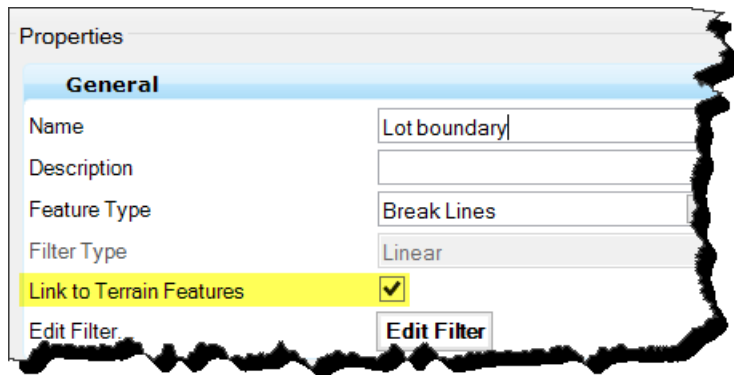 Properties
General
Name Lot boundary
Description
Feature Type Break Lines
Filter Type Linear
Link to Terrain Features
Edit Filter Edit Filter